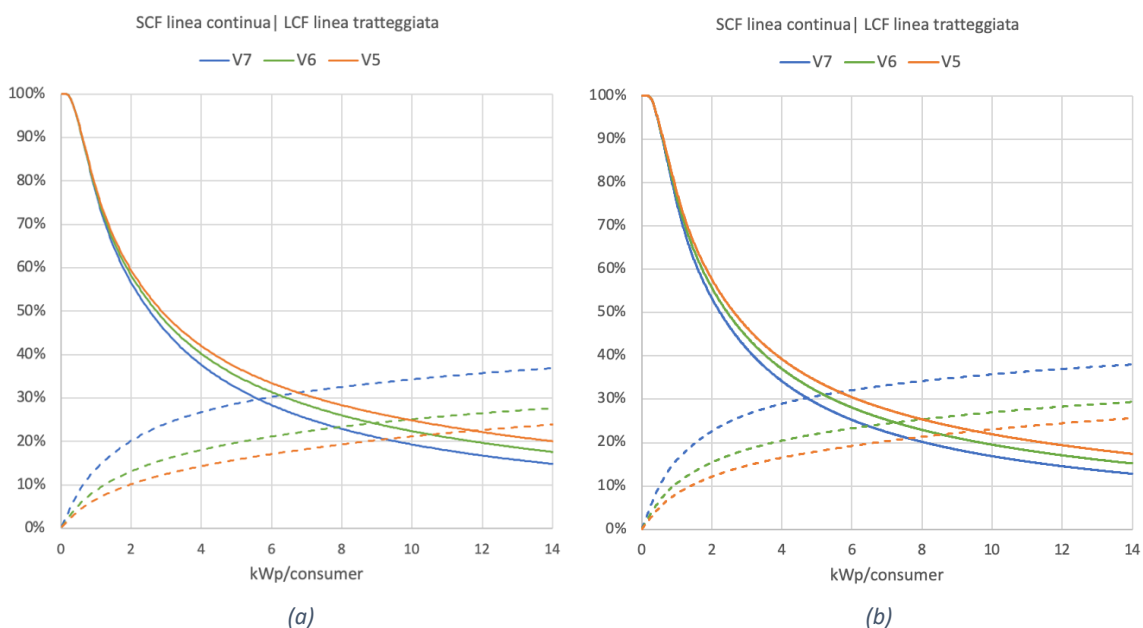 SCF linea continua| LCF linea tratteggiata
V7 V6 V5
100%
90%
80%
70%
60%
50%
40%
30%
20%
10%
0%
0 2 4 6 8 10 12 14
kWp/consumer
(a)
SCF linea continua| LCF linea tratteggiata
V7 V6 V5
100%
90%
80%
70%
60%
50%
40%
30%
20%
10%
0%
0 2 4 6 8 10 12 14
kWp/consumer
(b)